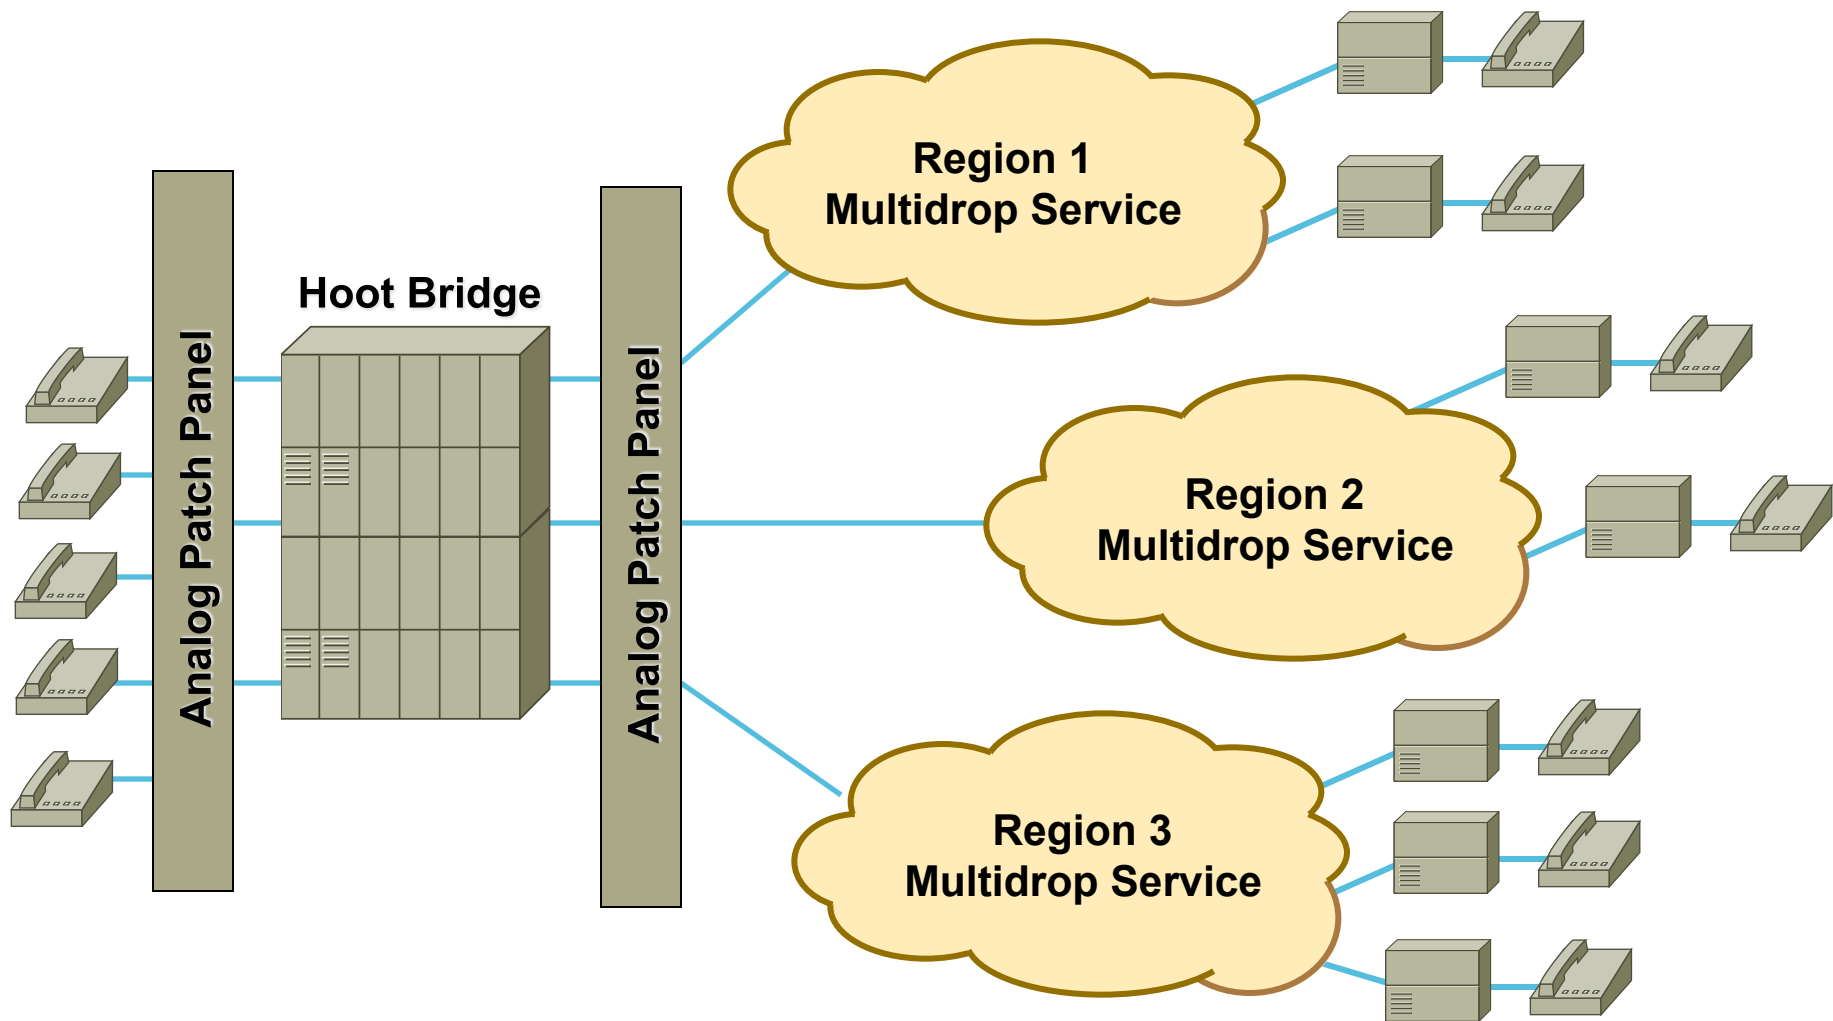 Analog Patch Panel
Hoot Bridge
Analog Patch Panel
Region 1
Multidrop Service
Region 2
Multidrop Service
Region 3
Multidrop Service